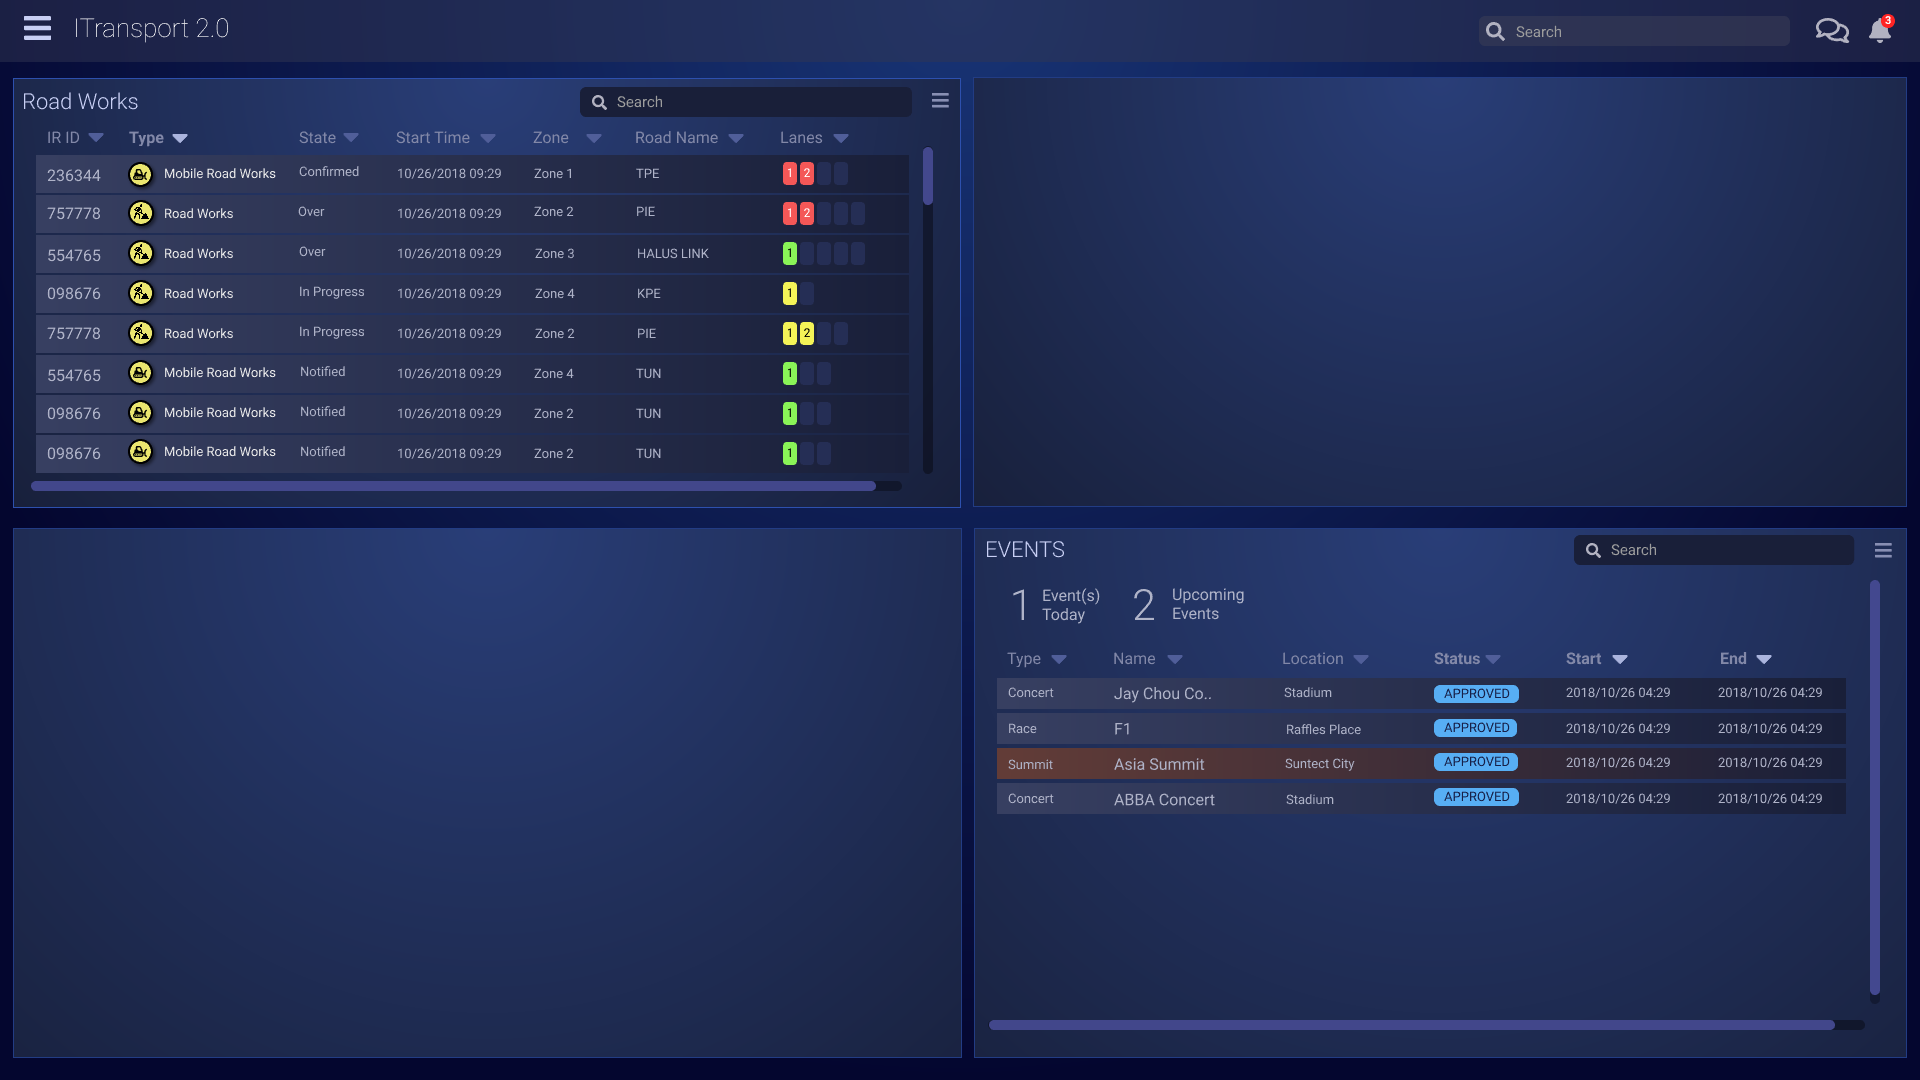 ITransport 2.0
Search
3
Road Works
Search
IR ID Type State Start Time Zone Road Name Lanes
236344 Mobile Road Works Confirmed 10/26/2018 09:29 Zone 1 TPE 1 2
757778 Road Works Over 10/26/2018 09:29 Zone 2 PIE 1 2
554765 Road Works Over 10/26/2018 09:29 Zone 3 HALUS LINK 1
098676 Road Works In Progress 10/26/2018 09:29 Zone 4 KPE 1
757778 Road Works In Progress 10/26/2018 09:29 Zone 2 PIE 1 2
554765 Mobile Road Works Notified 10/26/2018 09:29 Zone 4 TUN 1
098676 Mobile Road Works Notified 10/26/2018 09:29 Zone 2 TUN 1
098676 Mobile Road Works Notified 10/26/2018 09:29 Zone 2 TUN 1
EVENTS
Search
1 Event(s) Today
2 Upcoming Events
Type Name Location Status Start End
Concert Jay Chou Co.. Stadium APPROVED 2018/10/26 04:29 2018/10/26 04:29
Race F1 Raffles Place APPROVED 2018/10/26 04:29 2018/10/26 04:29
Summit Asia Summit Suntect City APPROVED 2018/10/26 04:29 2018/10/26 04:29
Concert ABBA Concert Stadium APPROVED 2018/10/26 04:29 2018/10/26 04:29